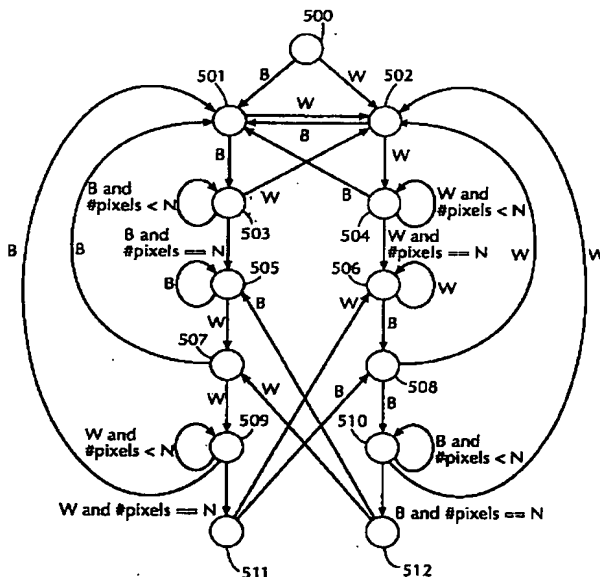 500
B
W
501
502
W
B
B
W
B and
#pixels < N
W
B
W and
#pixels < N
503
504
B and
#pixels == N
W and
#pixels == N
B
505
506
W
B
W
B
B
W
W
W
B
507
508
W
B
W
B
W and
#pixels < N
509
510
B and
#pixels < N
W and #pixels == N
B and #pixels == N
511
512